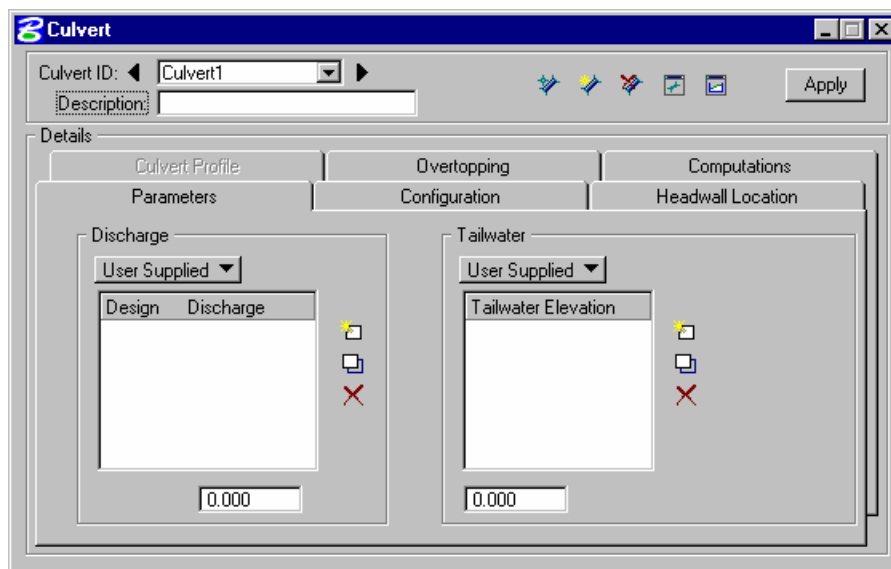 Culvert
Culvert ID: Culvert1
Description:
Apply
Details
Culvert Profile Overtopping Computations
Parameters Configuration Headwall Location
Discharge Tailwater
User Supplied User Supplied
Design Discharge Tailwater Elevation
0.000 0.000